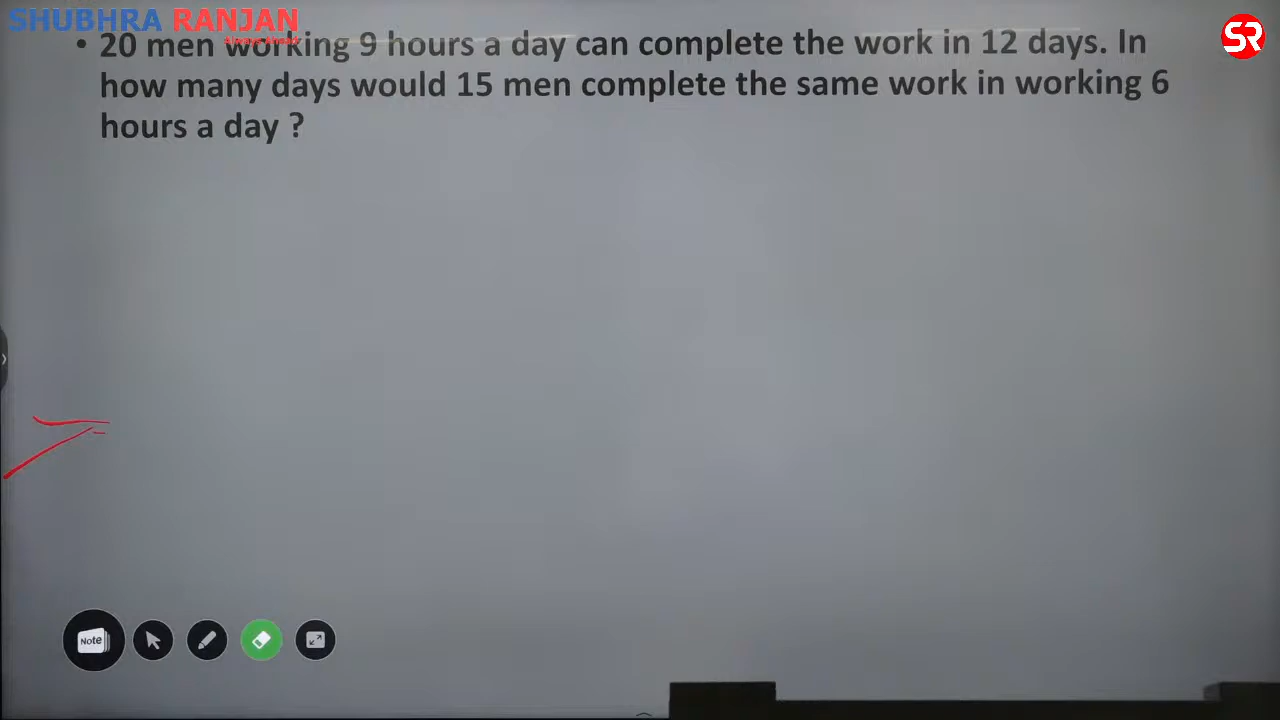 SHUBHRA RANJAN
• 20 men working 9 hours a day can complete the work in 12 days. In
how many days would 15 men complete the same work in working 6
hours a day ?
SR
Note